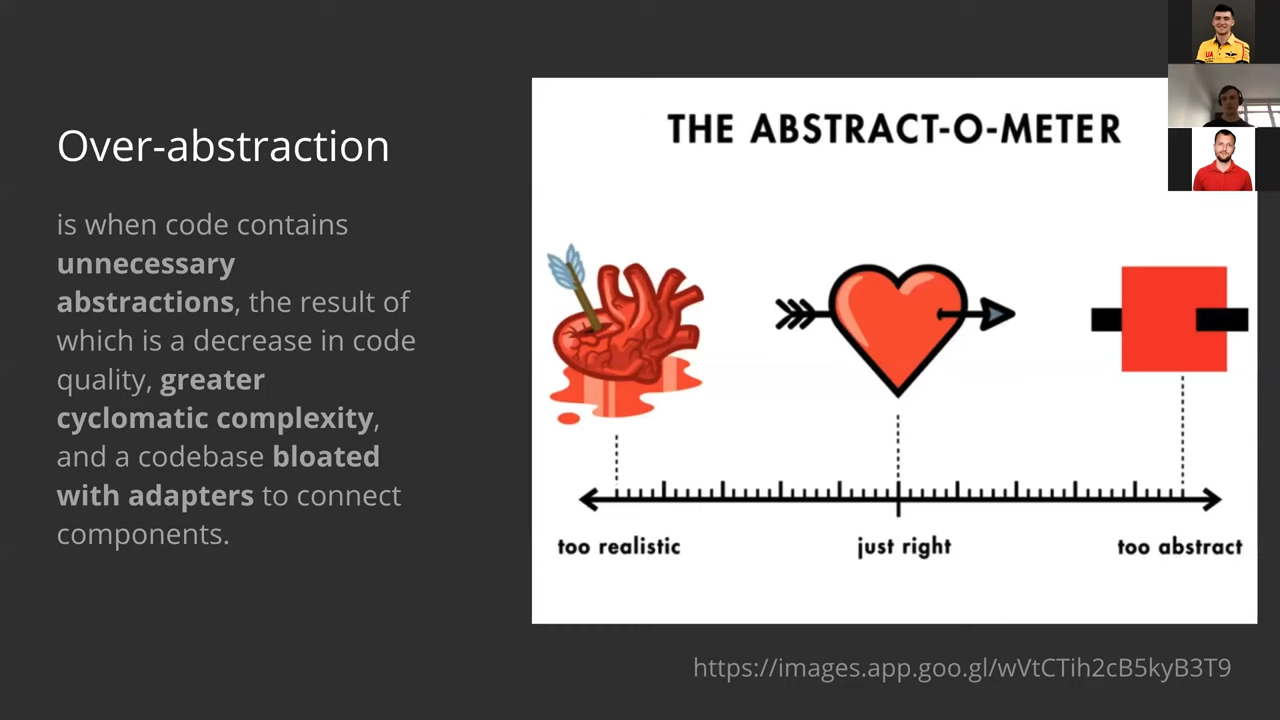 Over-abstraction
is when code contains
unnecessary
abstractions, the result of
which is a decrease in code
quality, greater
cyclomatic complexity,
and a codebase bloated
with adapters to connect
components.
THE ABSTRACT-O-METER
too realistic
just right
too abstract
https://images.app.goo.gl/wVtCTih2cB5kyB3T9
UA